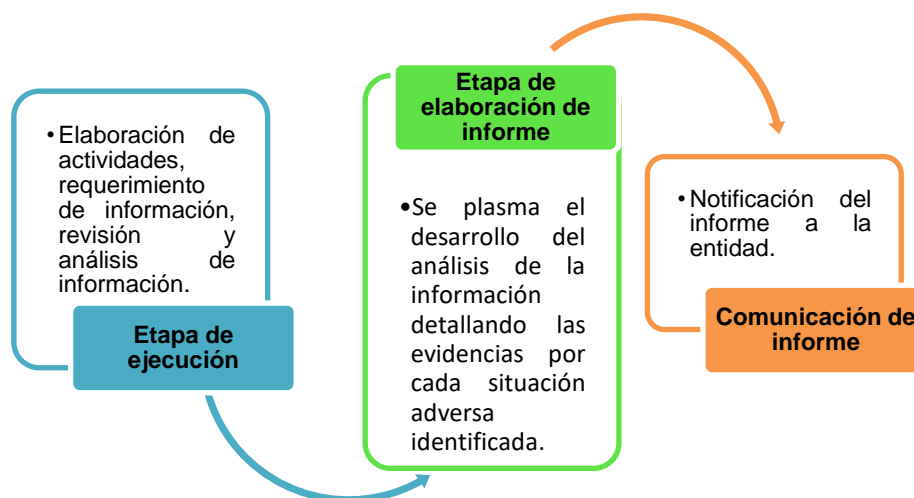 • Elaboración de
actividades,
requerimiento
de información,
revisión y
análisis de
información.
Etapa de
ejecución
Etapa de
elaboración de
informe
• Se plasma el
desarrollo del
análisis de la
información
detallando las
evidencias por
cada situación
adversa
identificada.
• Notificación del
informe a la
entidad.
Comunicación de
informe